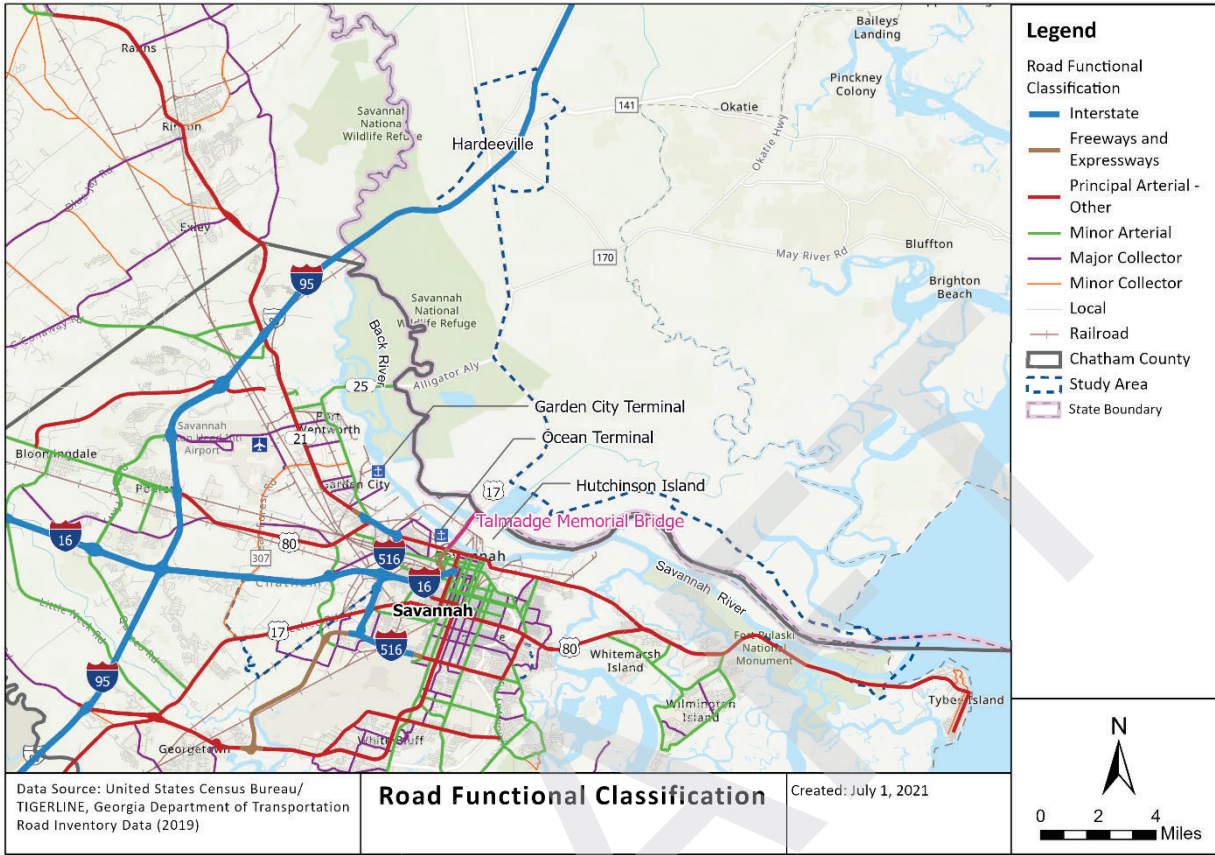 Baileys
Landing
Rahns
Pinckney
Colony
Savannah
National
Wildlife Refuge
141
Okatie
Rincon
Hardeeville
Okatie Hwy
Exley
170
May River Rd
Bluffton
95
Brighton
Beach
Savannah
National
Wildlife Refuge
Back River
Alligator Aly
25
Garden City Terminal
Port
Wentworth
Savannah
Airport
21
Ocean Terminal
Bloomingdale
Garden City
17
Hutchinson Island
Talmadge Memorial Bridge
16
80
516
307
16
Savannah
Savannah River
17
516
80
Whitemarsh
Island
Fort Pulaski
National
Monument
95
Wilmington
Island
Tybee Island
Georgetown
White Bluff
Legend
Road Functional
Classification
Interstate
Freeways and
Expressways
Principal Arterial -
Other
Minor Arterial
Major Collector
Minor Collector
Local
Railroad
Chatham County
Study Area
State Boundary
N
0 2 4
Miles
Data Source: United States Census Bureau/
TIGERLINE, Georgia Department of Transportation
Road Inventory Data (2019)
Road Functional Classification
Created: July 1, 2021